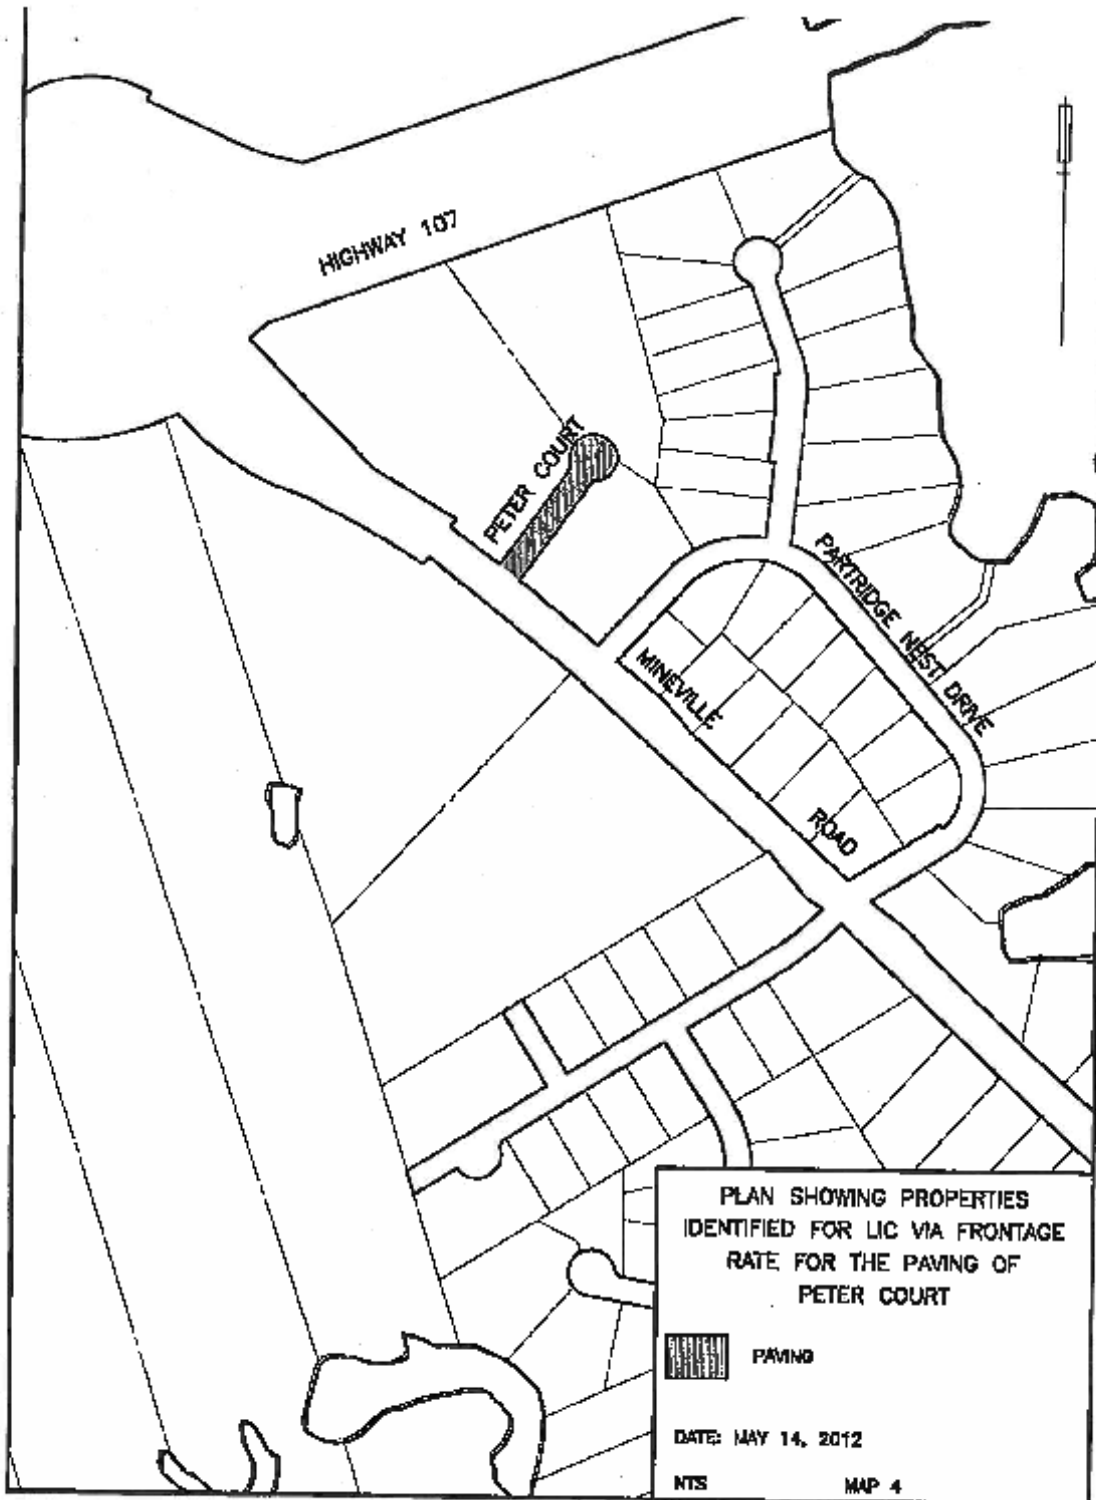 HIGHWAY 107
PETER COURT
PARTRIDGE NEST DRIVE
MINEVILLE
ROAD
PLAN SHOWING PROPERTIES
IDENTIFIED FOR LIC VIA FRONTAGE
RATE FOR THE PAVING OF
PETER COURT
PAVING
DATE: MAY 14, 2012
NTS MAP 4